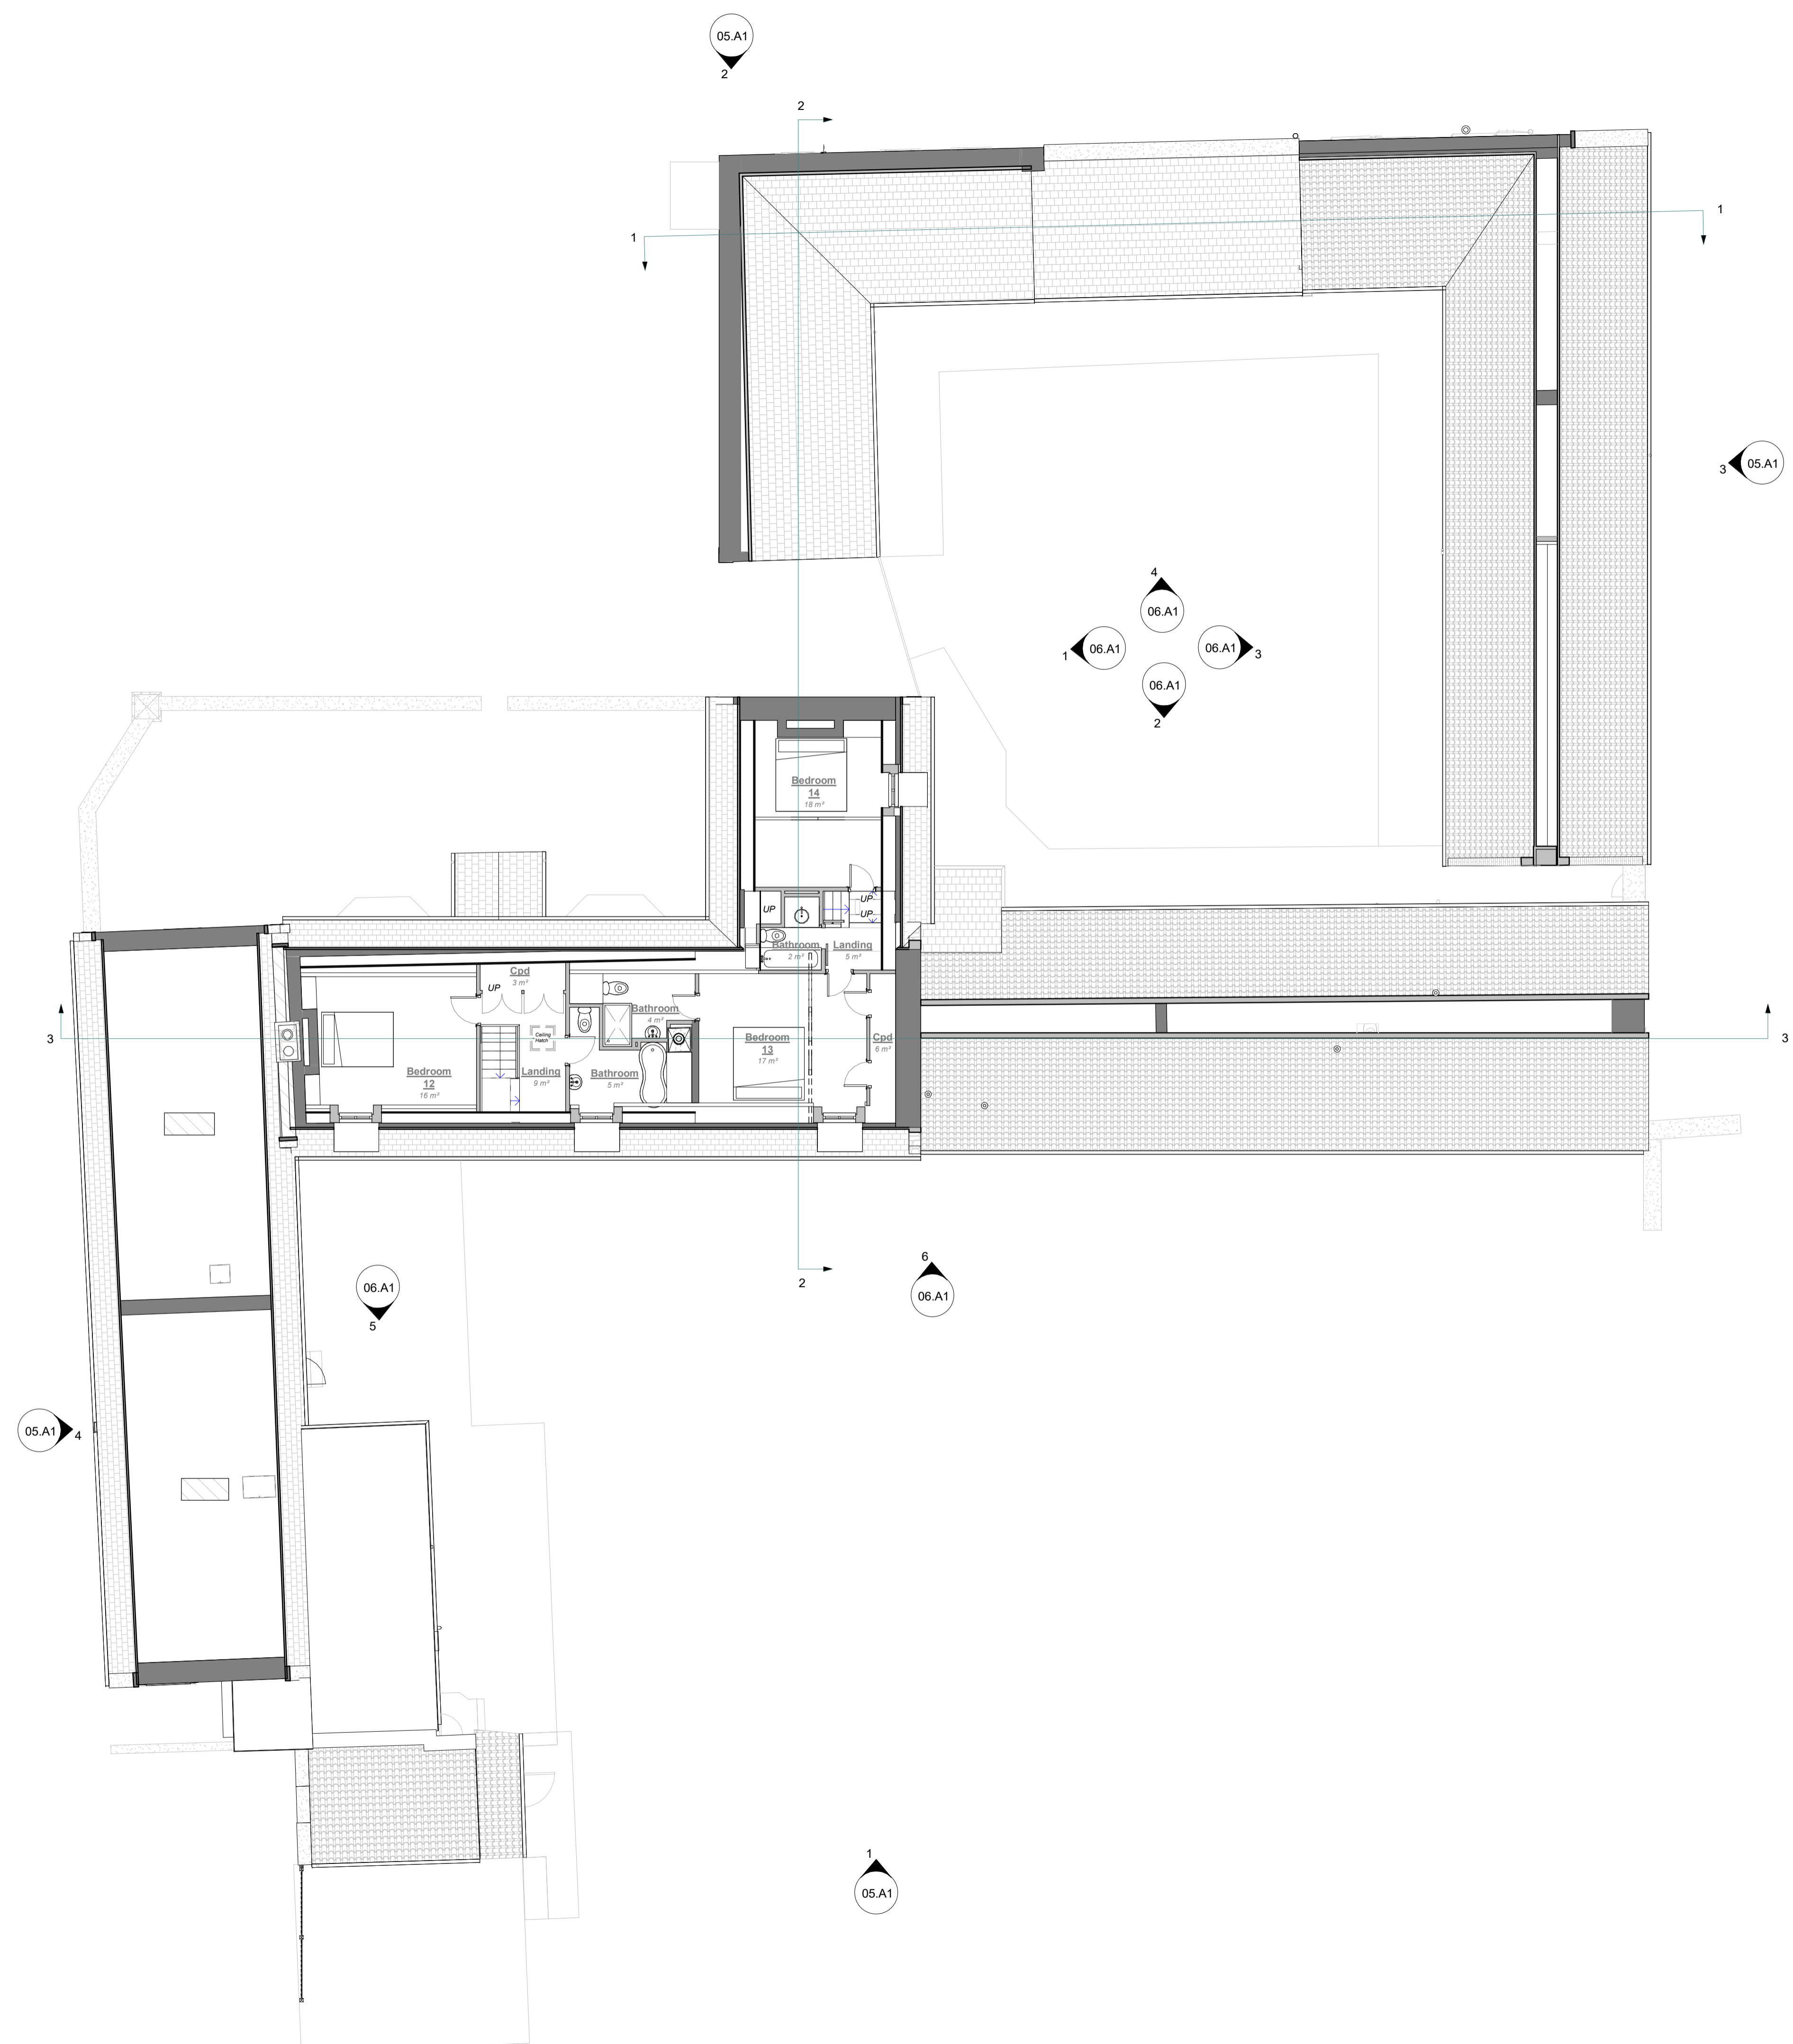 05.A1
2
2
1
1
3
05.A1
4
06.A1
1
06.A1
06.A1
3
06.A1
2
Bedroom
14
18 m²
UP
UP
UP
Bathroom
2 m²
Landing
5 m²
Cpd
3 m²
UP
Bathroom
4 m²
Ceiling
Hatch
3
3
Bedroom
13
17 m²
Cpd
6 m²
Bedroom
12
16 m²
Landing
9 m²
Bathroom
5 m²
6
06.A1
06.A1
5
2
05.A1
4
1
05.A1